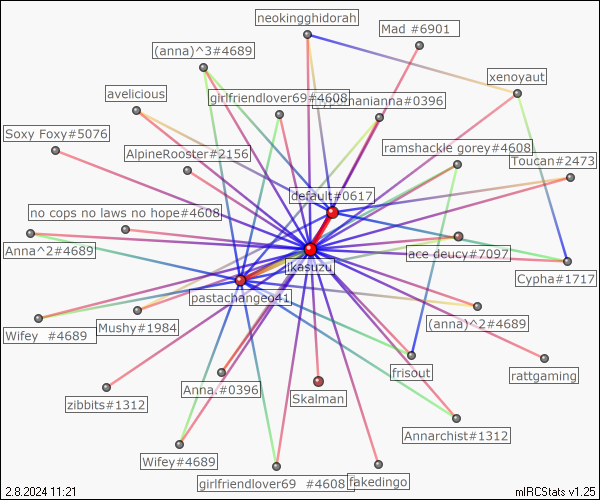 neokingghidorah
Mad #6901
(anna)^3#4689
xenoyaut
avelicious
girlfriendlover69#4608
#0396
Soxy Foxy#5076
AlpineRooster#2156
ramshackle gorey#4608
Toucan#2473
default#0617
no cops no laws no hope#4608
Anna^2#4689
ikasuzu
ace deucy#7097
Cypha#1717
pastachangeo41
Wifey #4689
Mushy#1984
(anna)^2#4689
frisout
rattgaming
zibbits#1312
Anna.#0396
Skalman
Annarchist#1312
Wifey#4689
girlfriendlover69 #4608
fakedingo
2.8.2024 11:21
mIRCStats v1.25